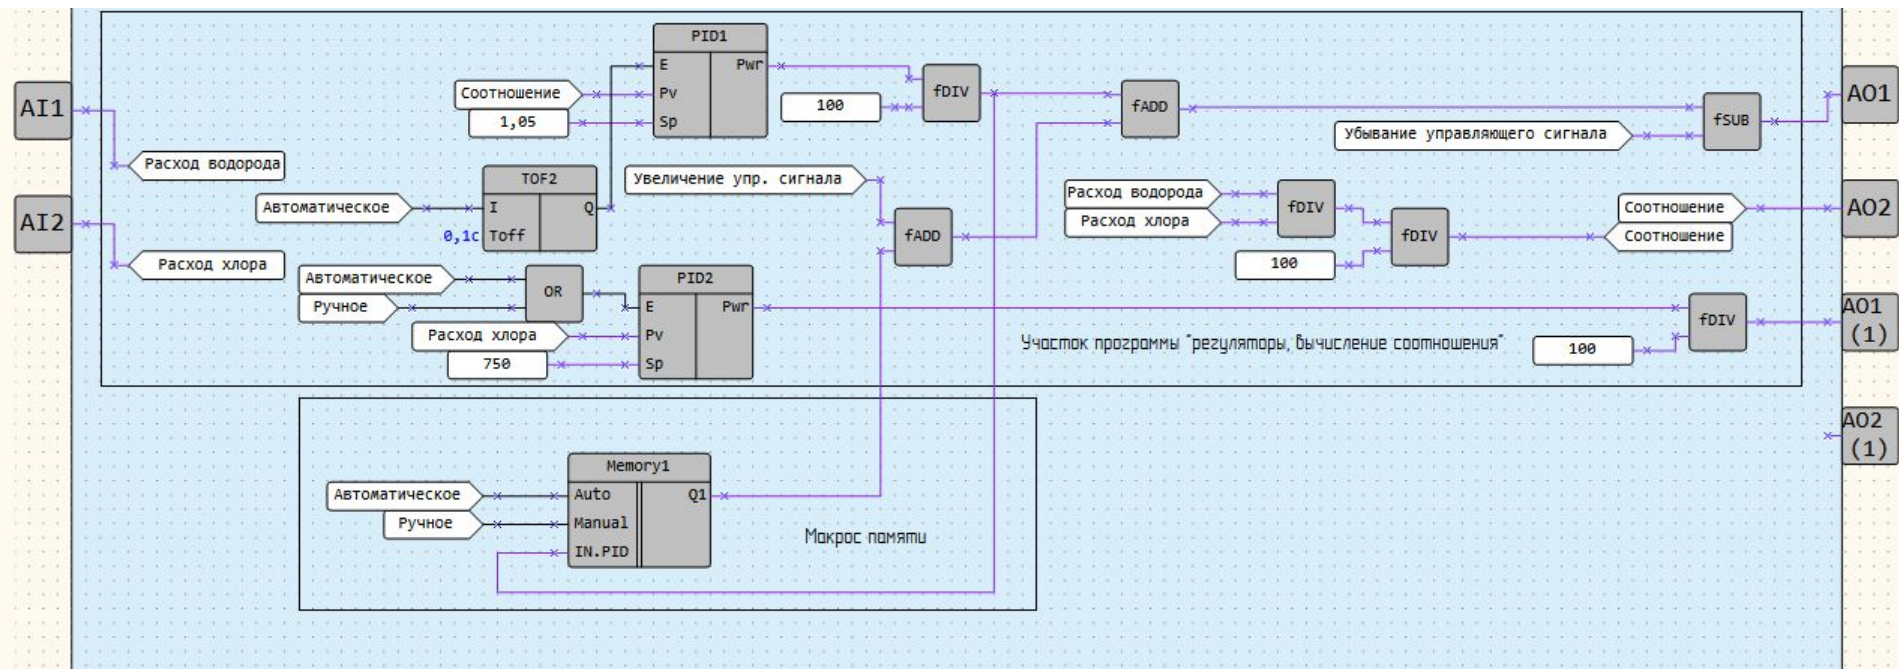 PID1
E Pwr
Pv
Sp
Соотношение
1,05
100
fDIV
fADD
fSUB
Убывание управляющего сигнала
AI1
AO1
Расход водорода
TOF2
I Q
0,1с Toff
Автоматическое
Увеличение упр. сигнала
fADD
Расход водорода
Расход хлора
fDIV
fDIV
100
Соотношение
Соотношение
AI2
AO2
Расход хлора
Автоматическое
Ручное
OR
PID2
E Pwr
Pv
Sp
Расход хлора
750
fDIV
100
AO1
(1)
Участок программы "регуляторы, вычисление соотношения"
AO2
(1)
Memory1
Auto Q1
Manual
IN.PID
Автоматическое
Ручное
Макрос памяти